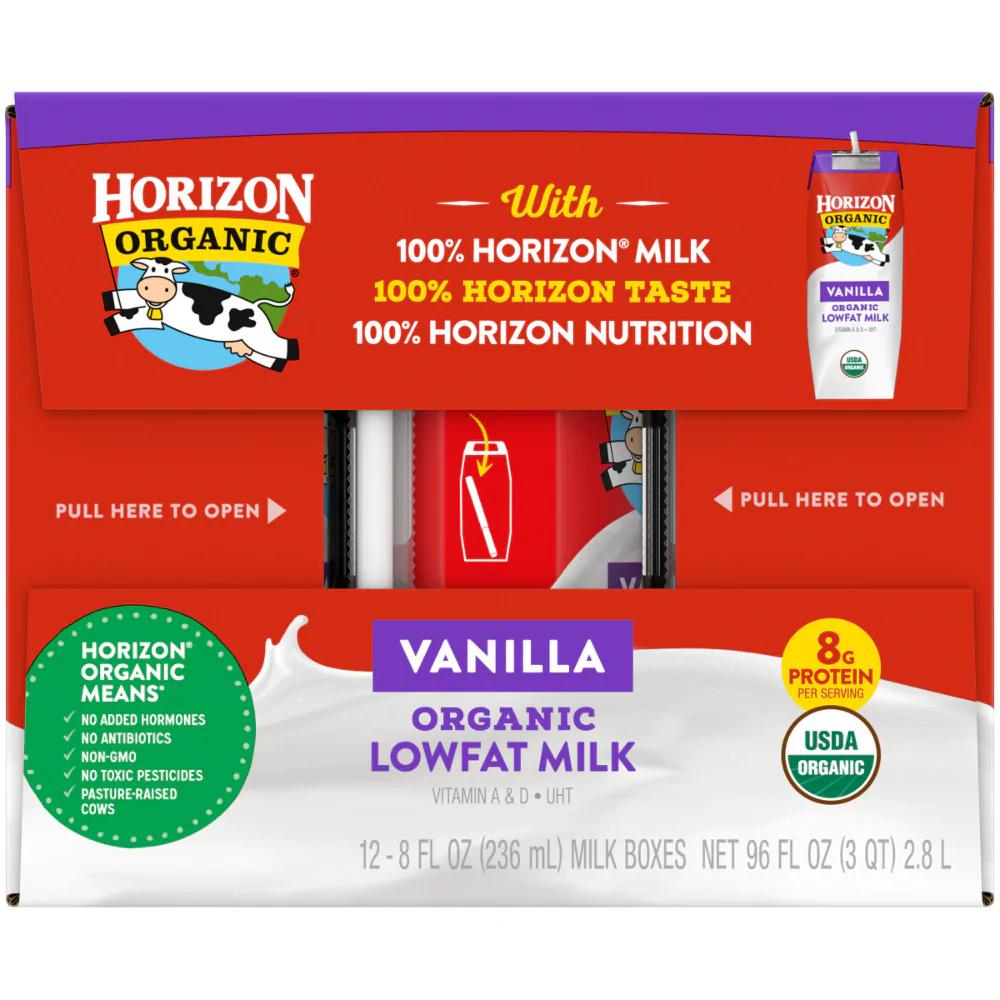 HORIZON
ORGANIC
With
100% HORIZON® MILK
100% HORIZON TASTE
100% HORIZON NUTRITION
HORIZON
ORGANIC
VANILLA
ORGANIC
LOWFAT MILK
VITAMIN A & D • UHT
USDA
ORGANIC
PULL HERE TO OPEN
PULL HERE TO OPEN
HORIZON®
ORGANIC
MEANS*
NO ADDED HORMONES
NO ANTIBIOTICS
NON-GMO
NO TOXIC PESTICIDES
PASTURE-RAISED
COWS
VANILLA
ORGANIC
LOWFAT MILK
VITAMIN A & D • UHT
8G
PROTEIN
PER SERVING
USDA
ORGANIC
12 - 8 FL OZ (236 mL) MILK BOXES NET 96 FL OZ (3 QT) 2.8 L